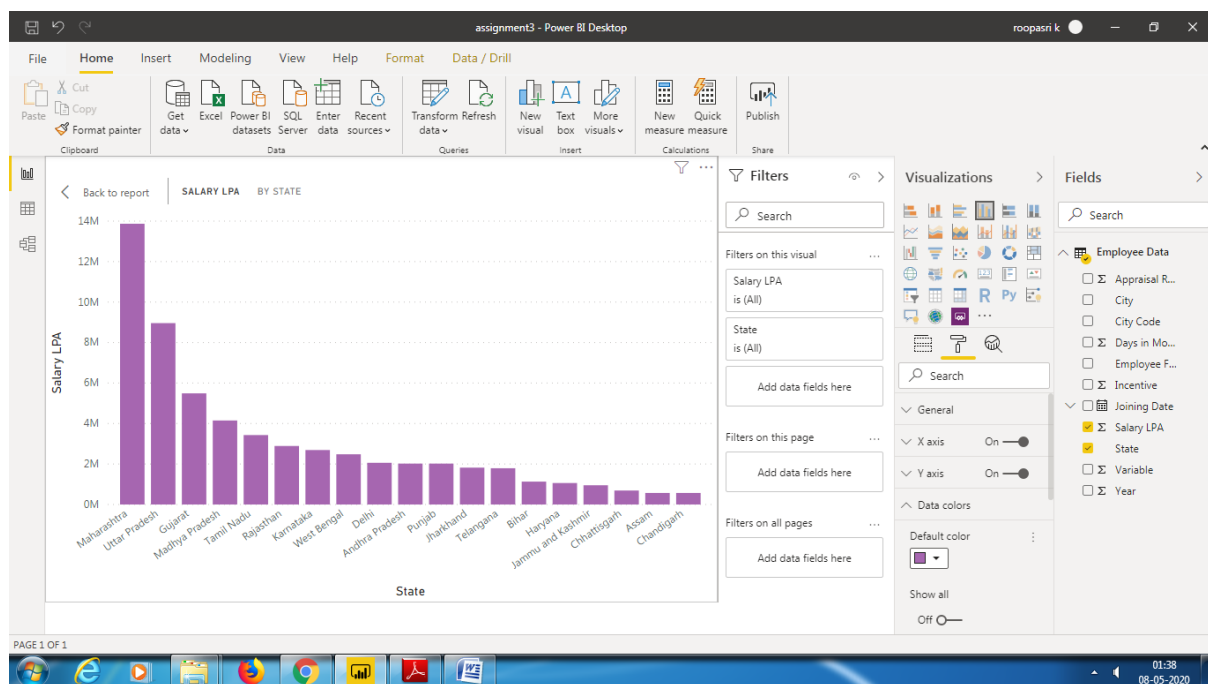 assignment3 - Power BI Desktop
roopasri k
File Home Insert Modeling View Help Format Data / Drill
Paste
Cut
Copy
Format painter
Get data
Excel
Power BI datasets
SQL Server
Enter data
Recent sources
Transform data
Refresh
New visual
Text box
More visuals
New measure
Quick measure
Publish
Clipboard
Data
Queries
Insert
Calculations
Share
Back to report
SALARY LPA BY STATE
14M
12M
10M
8M
6M
4M
2M
0M
Salary LPA
Maharashtra
Uttar Pradesh
Gujarat
Madhya Pradesh
Tamil Nadu
Rajasthan
Karnataka
West Bengal
Delhi
Andhra Pradesh
Punjab
Jharkhand
Telangana
Bihar
Haryana
Jammu and Kashmir
Chhattisgarh
Assam
Chandigarh
State
Filters
Search
Filters on this visual ...
Salary LPA
is (All)
State
is (All)
Add data fields here
Filters on this page ...
Add data fields here
Filters on all pages ...
Add data fields here
Visualizations
123
R
Py
...
Search
General
X axis On
Y axis On
Data colors
Default color
Show all
Off
Fields
Search
Employee Data
Σ Appraisal R...
City
City Code
Σ Days in Mo...
Employee F...
Σ Incentive
Joining Date
Σ Salary LPA
State
Σ Variable
Σ Year
PAGE 1 OF 1
01:38
08-05-2020